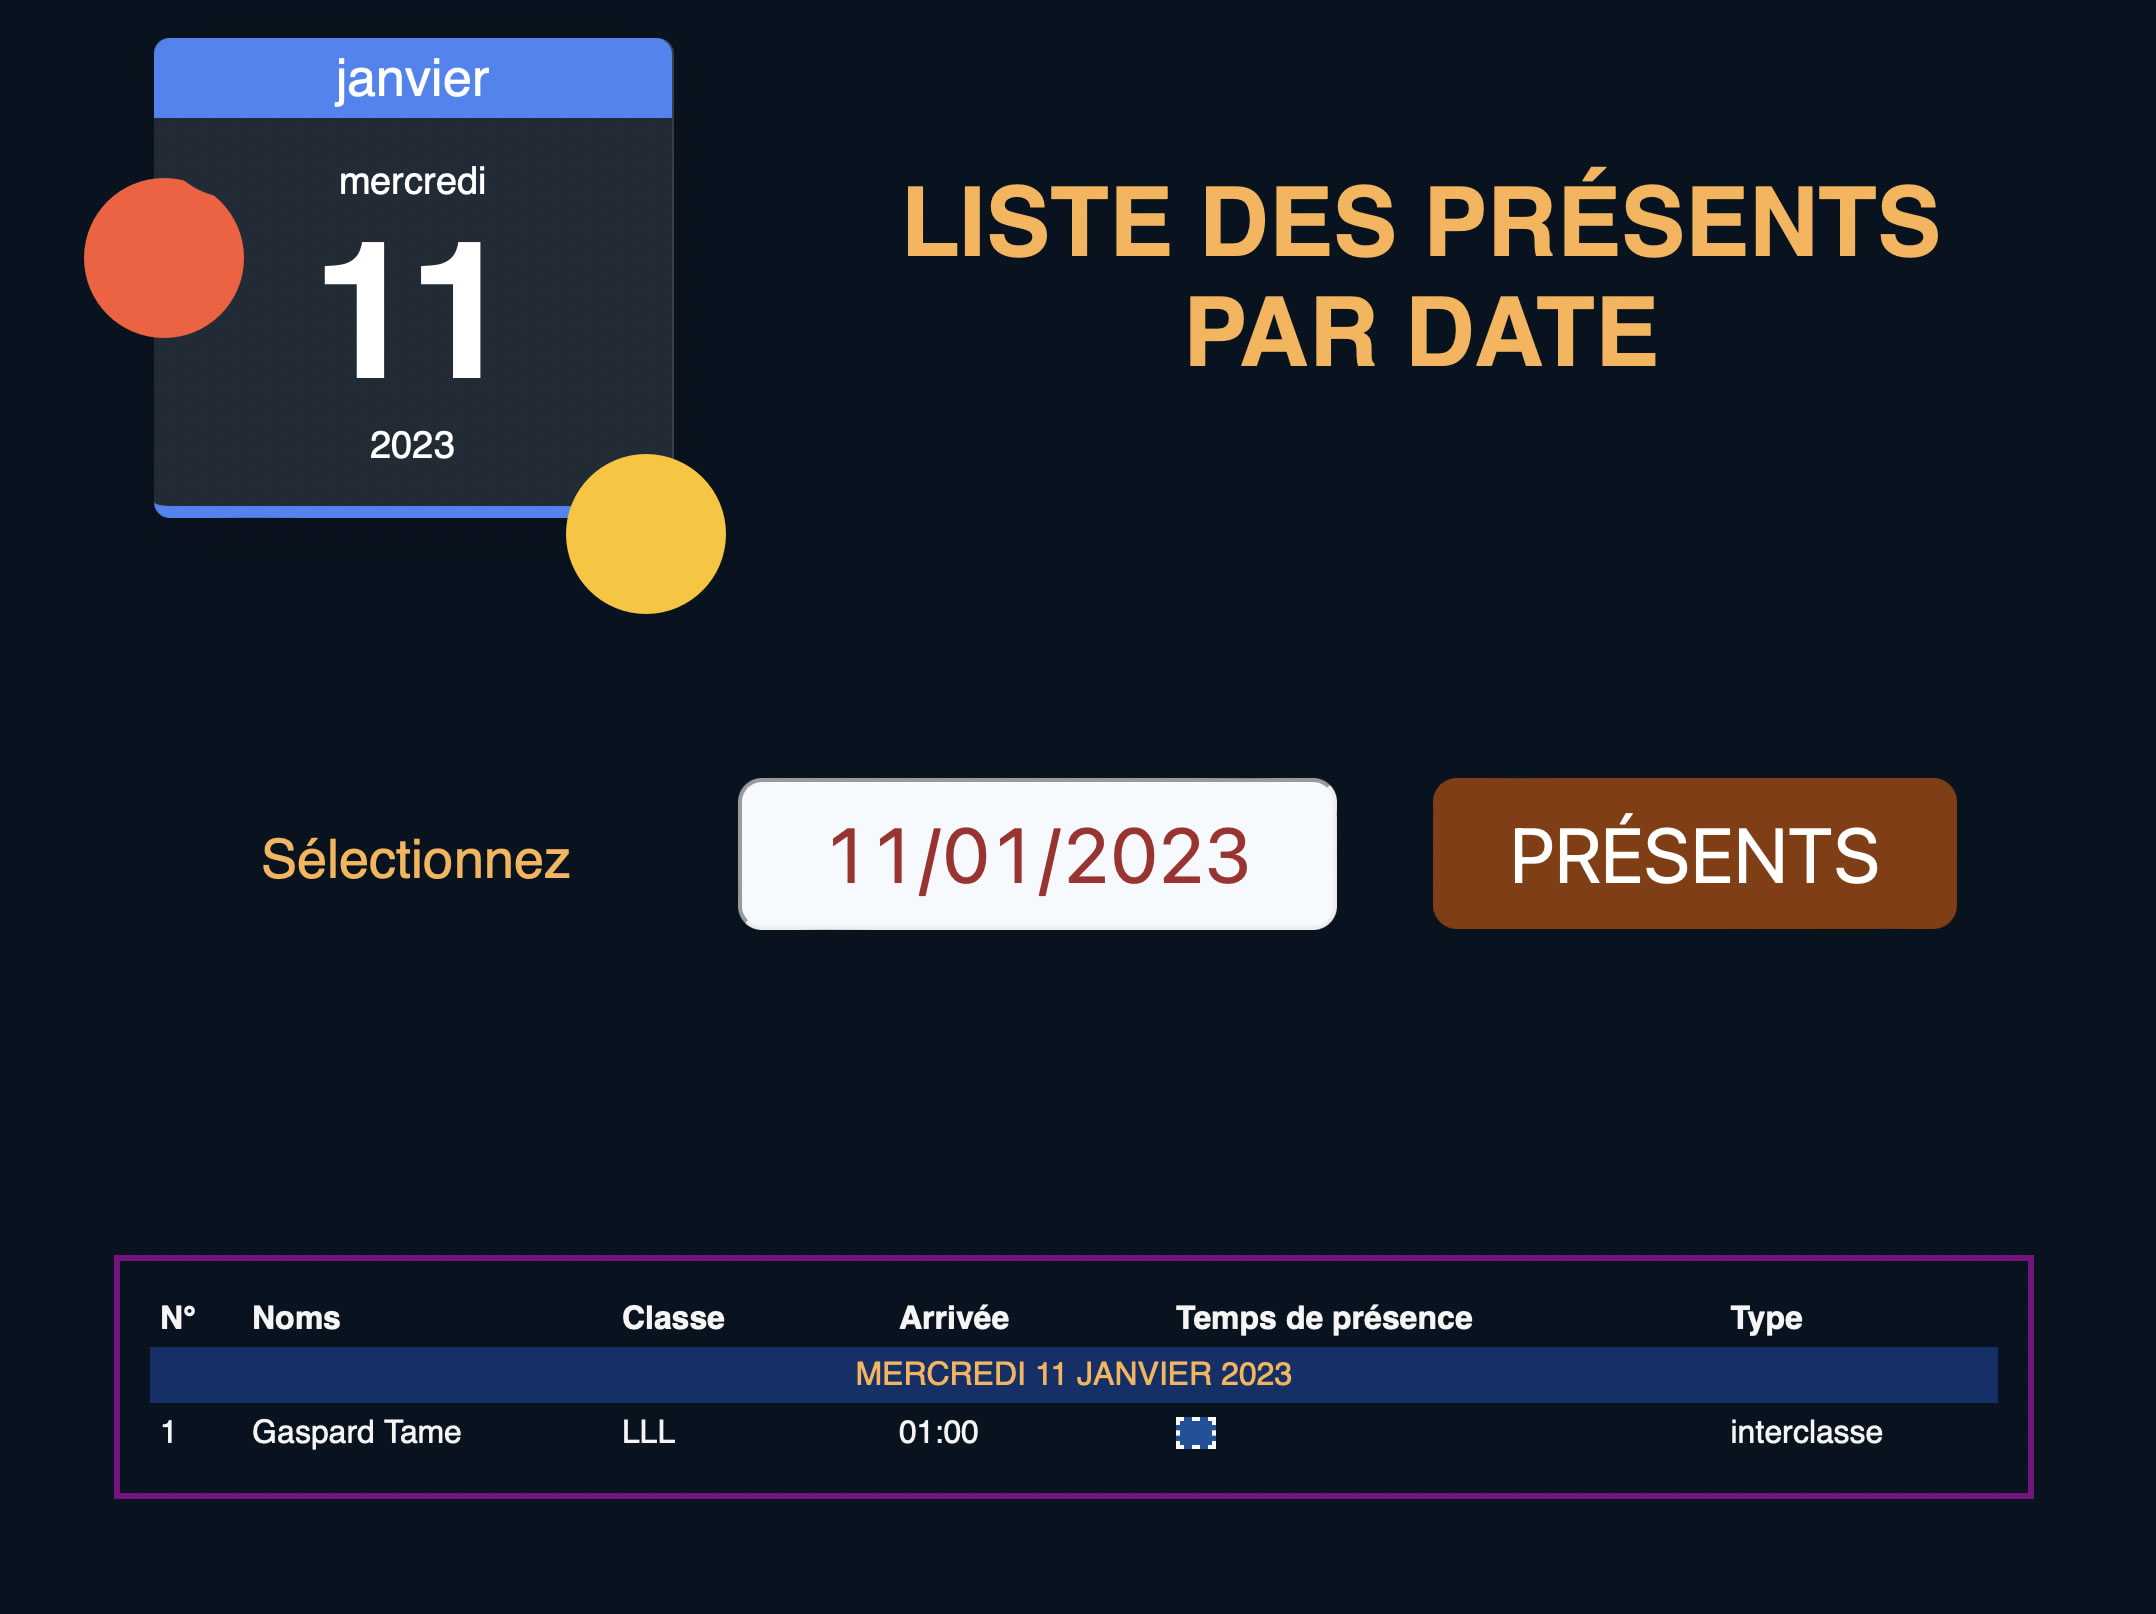 janvier
mercredi
11
2023
LISTE DES PRÉSENTS
PAR DATE
Sélectionnez
11/01/2023
PRÉSENTS
N° Noms Classe Arrivée Temps de présence Type
MERCREDI 11 JANVIER 2023
1 Gaspard Tame LLL 01:00 interclasse